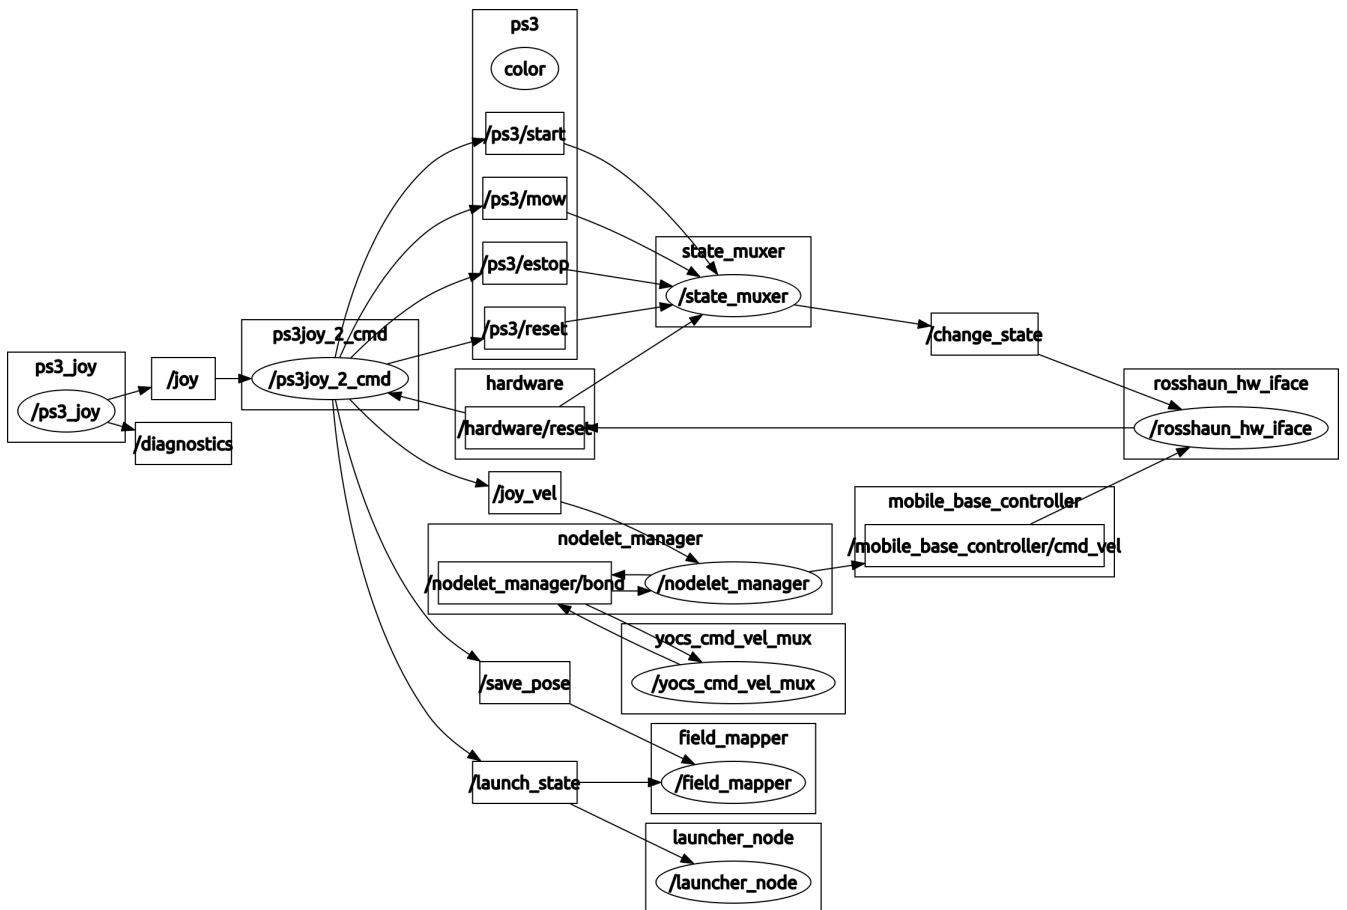 ps3
color
/ps3/start
/ps3/mow
/ps3/estop
/ps3/reset
state_muxer
/state_muxer
/change_state
ps3joy_2_cmd
/ps3joy_2_cmd
ps3_joy
/ps3_joy
/joy
/diagnostics
hardware
/hardware/reset
rosshaun_hw_iface
/rosshaun_hw_iface
/joy_vel
mobile_base_controller
/mobile_base_controller/cmd_vel
nodelet_manager
/nodelet_manager/bond
/nodelet_manager
yocs_cmd_vel_mux
/yocs_cmd_vel_mux
/save_pose
field_mapper
/field_mapper
/launch_state
launcher_node
/launcher_node